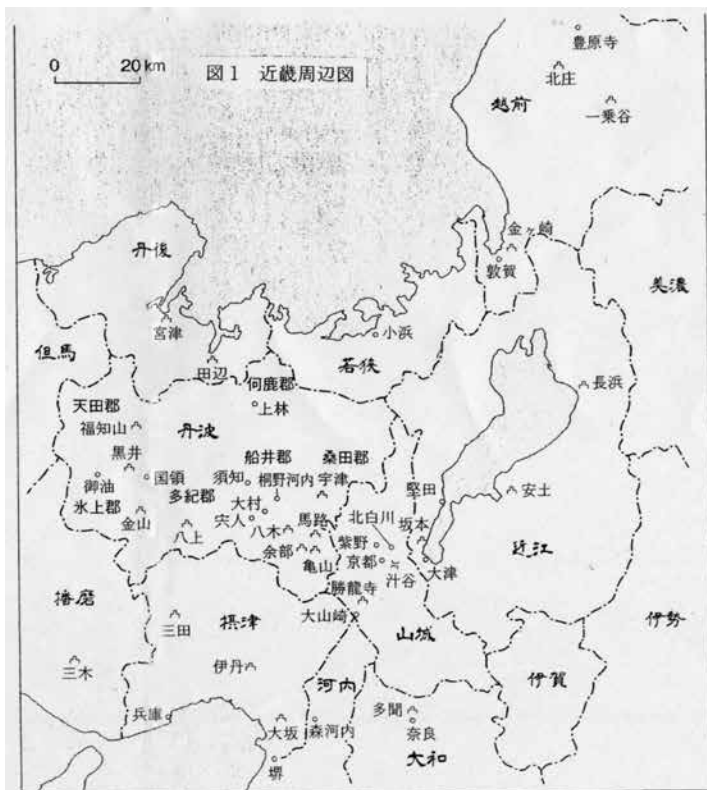 0 20 km
図1 近畿周辺図
豊原寺
北庄
越前
一乗谷
金ヶ崎
敦賀
美濃
丹後
宮津
田辺
小浜
若狭
但馬
何鹿郡
上林
長浜
天田郡
福知山
丹波
黒井
船井郡
桑田郡
御油
国領
須知
桐野河内
宇津
多紀郡
氷上郡
大村
堅田
安土
金山
八上
宍人
八木
馬路
北白川
坂本
紫野
余部
京都
近江
亀山
汁谷
大津
勝龍寺
播磨
摂津
大山崎
三田
山城
伊勢
三木
伊丹
河内
伊賀
兵庫
多聞
大坂
森河内
奈良
大和
堺